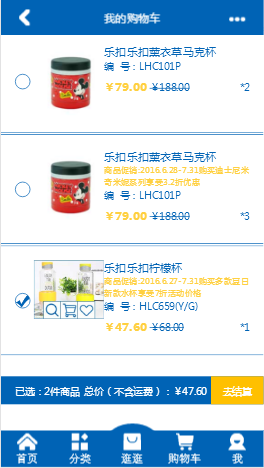 我的购物车
乐扣乐扣薰衣草马克杯
编 号：LHC101P
￥79.00 ￥188.00 *2
乐扣乐扣薰衣草马克杯
商品促销:2016.6.28-7.31购买迪士尼米
奇米妮系列享受3.2折优惠
编 号：LHC101P
￥79.00 ￥188.00 *3
乐扣乐扣柠檬杯
商品促销:2016.6.27-7.31购买多款夏日
新款水杯享受7折活动价格
编 号：HLC659(Y/G)
￥47.60 ￥68.00 *1
已选：2件商品 总价（不含运费）：￥47.60 去结算
首页 分类 逛逛 购物车 我的